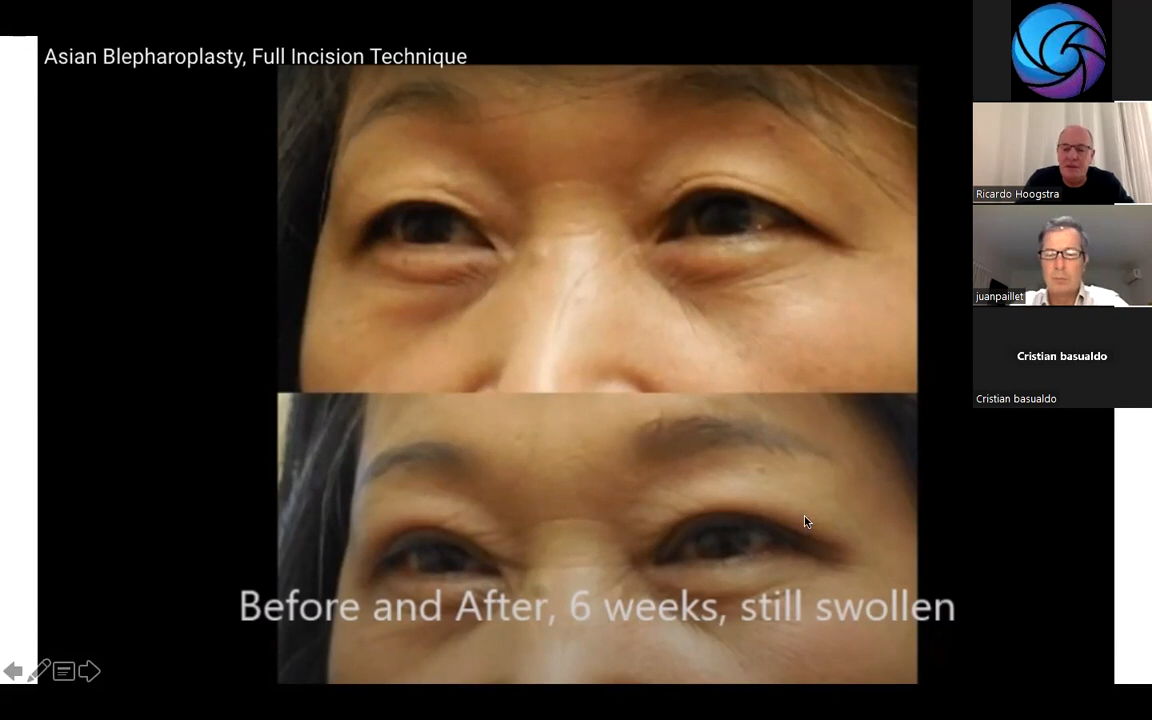 Asian Blepharoplasty, Full Incision Technique
Before and After, 6 weeks, still swollen
Ricardo Hoogstra
juanpaillet
Cristian basualdo
Cristian basualdo